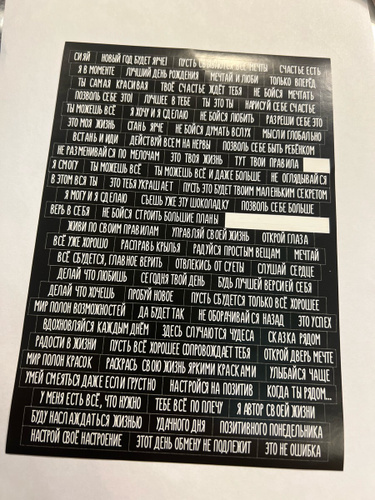 СИЯЙ НОВЫЙ ГОД БУДЕТ ЯРЧЕ! ПУСТЬ СБЫВАЮТСЯ ВСЕ МЕЧТЫ СЧАСТЬЕ ЕСТЬ
Я В МОМЕНТЕ ЛУЧШИЙ ДЕНЬ РОЖДЕНИЯ МЕЧТАЙ И ЛЮБИ ТОЛЬКО ВПЕРЁД
ТЫ САМАЯ КРАСИВАЯ ТВОЁ СЧАСТЬЕ ЖДЁТ ТЕБЯ НЕ БОЙСЯ МЕЧТАТЬ
ПОЗВОЛЬ СЕБЕ ЭТО! ЛУЧШЕЕ В ТЕБЕ ТЫ ЭТО ТЫ НАРИСУЙ СЕБЕ СЧАСТЬЕ
ТЫ МОЖЕШЬ ВСЁ Я ХОЧУ И Я СДЕЛАЮ НЕ БОЙСЯ ЛЮБИТЬ РАЗРЕШИ СЕБЕ ЭТО
ЭТО МОЯ ЖИЗНЬ СТАНЬ ЯРЧЕ НЕ БОЙСЯ ДУМАТЬ ВСЛУХ МЫСЛИ ГЛОБАЛЬНО
ВСТАНЬ И ИДИ ДЕЙСТВУЙ ВСЕМ НА НЕРВЫ ПОЗВОЛЬ СЕБЕ БЫТЬ РЕБЁНКОМ
НЕ РАЗМЕНИВАЙСЯ ПО МЕЛОЧАМ ЭТО ТВОЯ ЖИЗНЬ ТУТ ТВОИ ПРАВИЛА
Я СМОГУ ТЫ МОЖЕШЬ ВСЁ ТЫ МОЖЕШЬ ВСЁ И ДАЖЕ БОЛЬШЕ НЕ ОГЛЯДЫВАЙСЯ
В ЭТОМ ВСЯ ТЫ ЭТО ТЕБЯ УКРАШАЕТ ПУСТЬ ЭТО БУДЕТ ТВОИМ МАЛЕНЬКИМ СЕКРЕТОМ
Я МОГУ И Я СДЕЛАЮ СЪЕШЬ УЖЕ ЭТУ ШОКОЛАДКУ ПОЗВОЛЬ СЕБЕ БОЛЬШЕ
ВЕРЬ В СЕБЯ НЕ БОЙСЯ СТРОИТЬ БОЛЬШИЕ ПЛАНЫ
ЖИВИ ПО СВОИМ ПРАВИЛАМ УПРАВЛЯЙ СВОЕЙ ЖИЗНЬЮ ОТКРОЙ ГЛАЗА
ВСЁ УЖЕ ХОРОШО РАСПРАВЬ КРЫЛЬЯ РАДУЙСЯ ПРОСТЫМ ВЕЩАМ МЕЧТАЙ
ВСЁ СБУДЕТСЯ, ГЛАВНОЕ ВЕРИТЬ ОТВЛЕКИСЬ ОТ СУЕТЫ СЛУШАЙ СЕРДЦЕ
ДЕЛАЙ ЧТО ЛЮБИШЬ СЕГОДНЯ ТВОЙ ДЕНЬ БУДЬ ЛУЧШЕЙ ВЕРСИЕЙ СЕБЯ
ДЕЛАЙ ЧТО ХОЧЕШЬ ПРОБУЙ НОВОЕ ПУСТЬ СБУДЕТСЯ ТОЛЬКО ВСЁ ХОРОШЕЕ
МИР ПОЛОН ВОЗМОЖНОСТЕЙ ДА БУДЕТ ТАК НЕ ОБОРАЧИВАЙСЯ НАЗАД ЭТО УСПЕХ
ВДОХНОВЛЯЙСЯ КАЖДЫМ ДНЁМ ЗДЕСЬ СЛУЧАЮТСЯ ЧУДЕСА СКАЗКА РЯДОМ
РАДОСТИ В ЖИЗНИ ПУСТЬ ВСЁ ХОРОШЕЕ СОПРОВОЖДАЕТ ТЕБЯ ОТКРОЙ ДВЕРЬ МЕЧТЕ
МИР ПОЛОН КРАСОК РАСКРАСЬ СВОЮ ЖИЗНЬ ЯРКИМИ КРАСКАМИ УЛЫБАЙСЯ ЧАЩЕ
УМЕЙ СМЕЯТЬСЯ ДАЖЕ ЕСЛИ ГРУСТНО НАСТРОЙСЯ НА ПОЗИТИВ КОГДА ТЫ РЯДОМ...
У МЕНЯ ЕСТЬ ВСЁ, ЧТО НУЖНО ТЕБЕ ВСЁ ПО ПЛЕЧУ Я АВТОР СВОЕЙ ЖИЗНИ
БУДУ НАСЛАЖДАТЬСЯ ЖИЗНЬЮ УДАЧНОГО ДНЯ ПОЗИТИВНОГО ПОНЕДЕЛЬНИКА
НАСТРОЙ СВОЁ НАСТРОЕНИЕ ЭТОТ ДЕНЬ ОБМЕНУ НЕ ПОДЛЕЖИТ ЭТО НЕ ОШИБКА